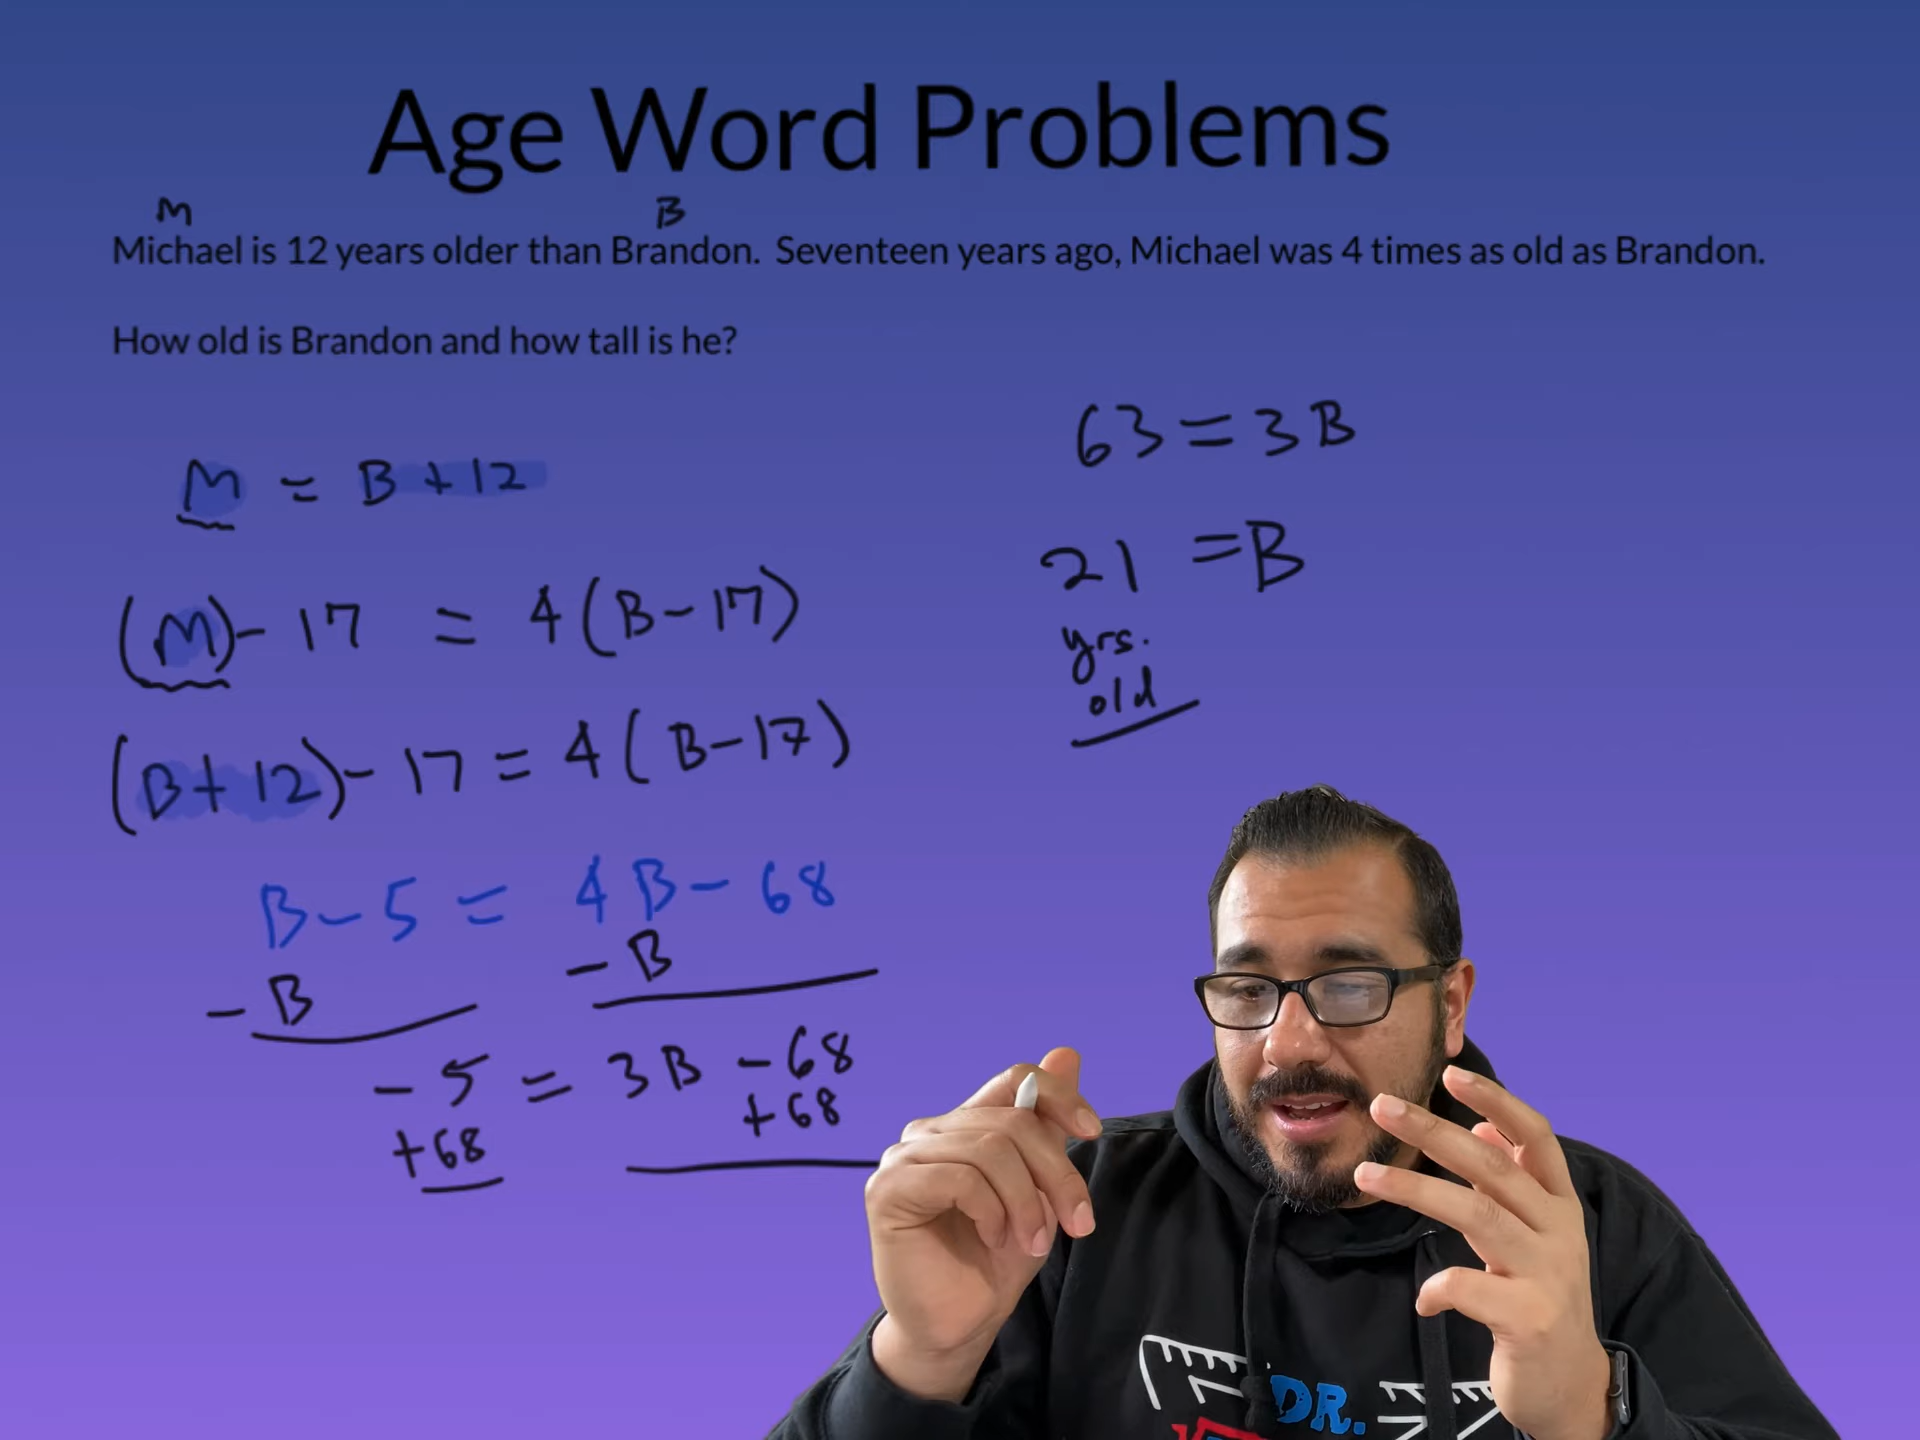 Age Word Problems
M B
Michael is 12 years older than Brandon. Seventeen years ago, Michael was 4 times as old as Brandon.
How old is Brandon and how tall is he?
M = B + 12
(M) - 17 = 4 (B - 17)
(B + 12) - 17 = 4 (B - 17)
B - 5 = 4B - 68
- B - B
- 5 = 3B - 68
+68 +68
63 = 3B
21 = B
yrs.
old
DR.